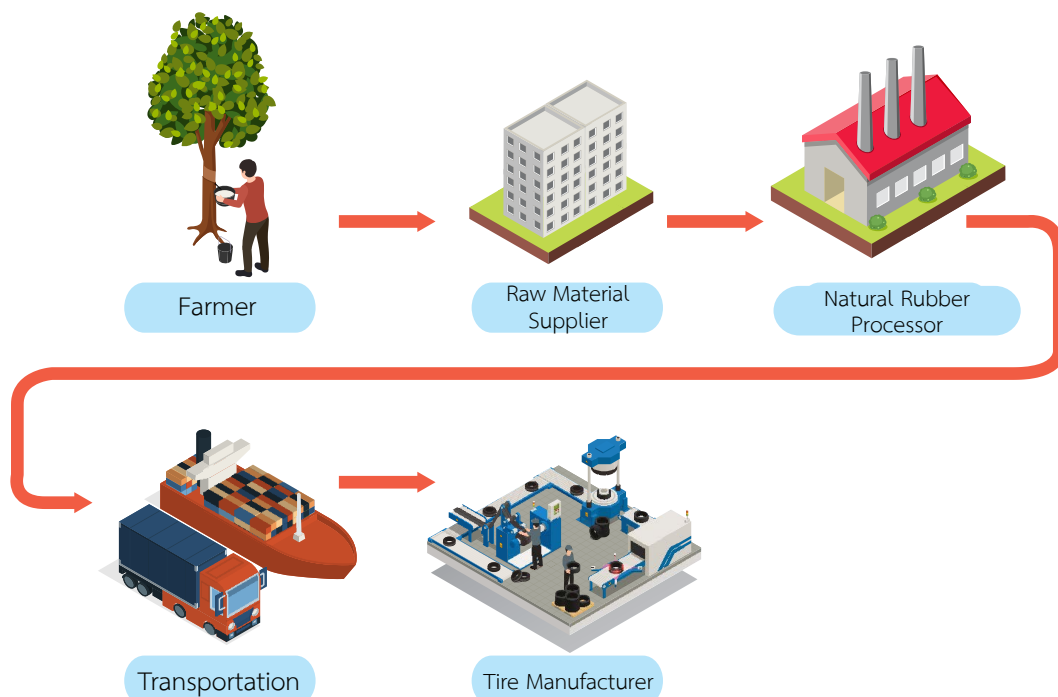 Farmer
Raw Material
Supplier
Natural Rubber
Processor
Transportation
Tire Manufacturer